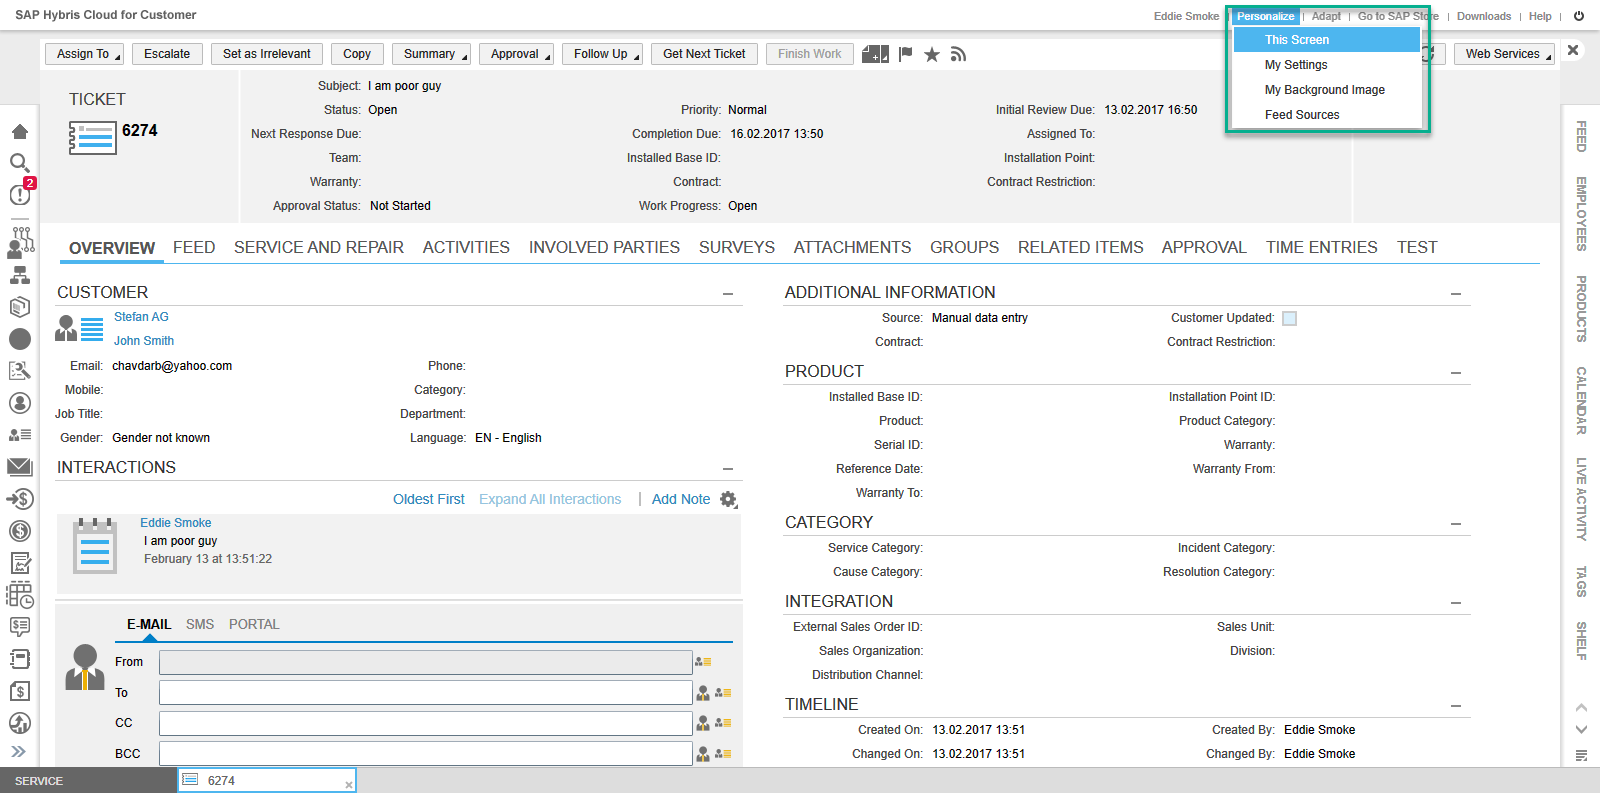 SAP Hybris Cloud for Customer
Eddie Smoke | Personalize | Adapt | Go to SAP Store | Downloads | Help |
This Screen
My Settings
My Background Image
Feed Sources
Assign To Escalate Set as Irrelevant Copy Summary Approval Follow Up Get Next Ticket Finish Work Web Services
TICKET
6274
Subject: I am poor guy
Status: Open Priority: Normal Initial Review Due: 13.02.2017 16:50
Next Response Due: Completion Due: 16.02.2017 13:50 Assigned To:
Team: Installed Base ID: Installation Point:
Warranty: Contract: Contract Restriction:
Approval Status: Not Started Work Progress: Open
2
OVERVIEW FEED SERVICE AND REPAIR ACTIVITIES INVOLVED PARTIES SURVEYS ATTACHMENTS GROUPS RELATED ITEMS APPROVAL TIME ENTRIES TEST
CUSTOMER
Stefan AG
John Smith
Email: chavdarb@yahoo.com Phone:
Mobile: Category:
Job Title: Department:
Gender: Gender not known Language: EN - English
INTERACTIONS
Oldest First Expand All Interactions | Add Note
Eddie Smoke
I am poor guy
February 13 at 13:51:22
E-MAIL SMS PORTAL
From
To
CC
BCC
ADDITIONAL INFORMATION
Source: Manual data entry Customer Updated:
Contract: Contract Restriction:
PRODUCT
Installed Base ID: Installation Point ID:
Product: Product Category:
Serial ID: Warranty:
Reference Date: Warranty From:
Warranty To:
CATEGORY
Service Category: Incident Category:
Cause Category: Resolution Category:
INTEGRATION
External Sales Order ID: Sales Unit:
Sales Organization: Division:
Distribution Channel:
TIMELINE
Created On: 13.02.2017 13:51 Created By: Eddie Smoke
Changed On: 13.02.2017 13:51 Changed By: Eddie Smoke
FEED
EMPLOYEES
PRODUCTS
CALENDAR
LIVE ACTIVITY
TAGS
SHELF
SERVICE
6274